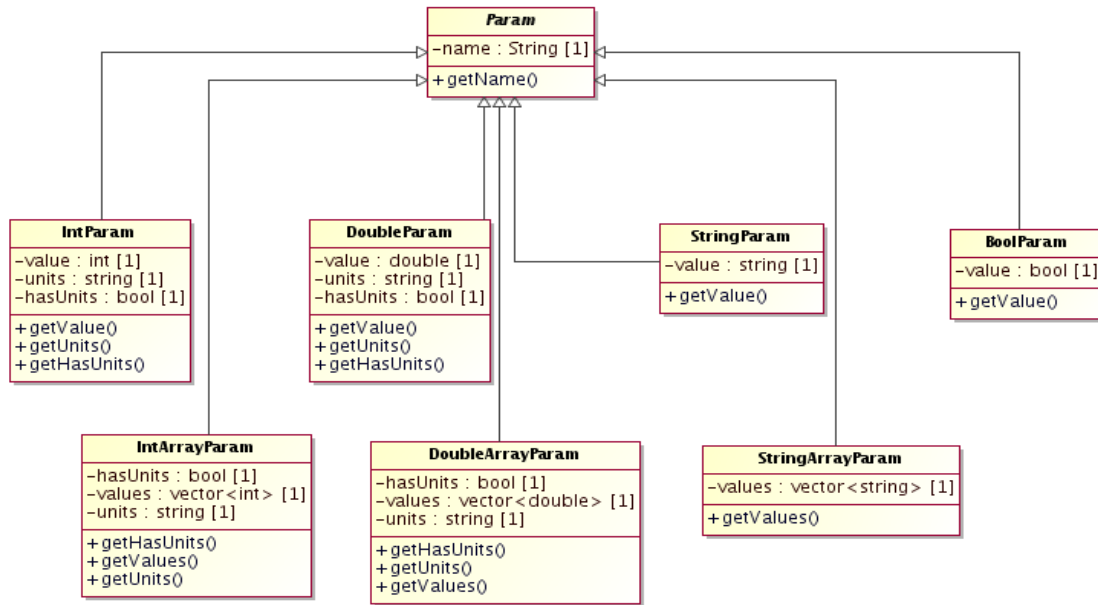 Param
-name : String [1]
+getName()
IntParam
-value : int [1]
-units : string [1]
-hasUnits : bool [1]
+getValue()
+getUnits()
+getHasUnits()
DoubleParam
-value : double [1]
-units : string [1]
-hasUnits : bool [1]
+getValue()
+getUnits()
+getHasUnits()
StringParam
-value : string [1]
+getValue()
BoolParam
-value : bool [1]
+getValue()
IntArrayParam
-hasUnits : bool [1]
-values : vector<int> [1]
-units : string [1]
+getHasUnits()
+getValues()
+getUnits()
DoubleArrayParam
-hasUnits : bool [1]
-values : vector<double> [1]
-units : string [1]
+getHasUnits()
+getUnits()
+getValues()
StringArrayParam
-values : vector<string> [1]
+getValues()